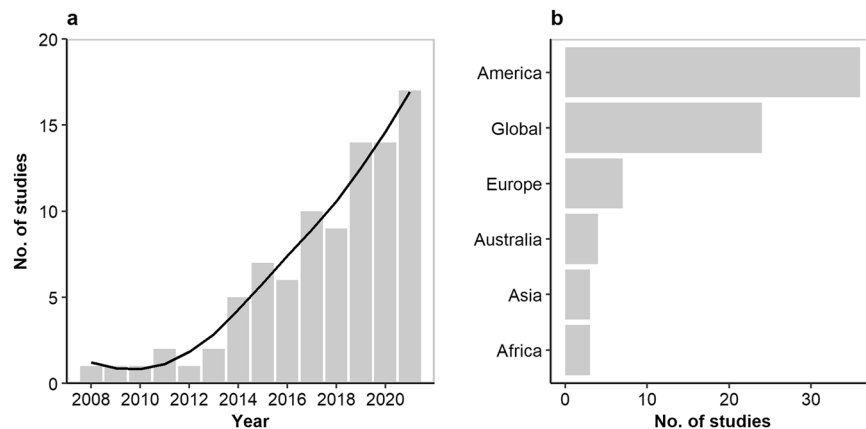 a
20
15
10
5
0
No. of studies
2008 2010 2012 2014 2016 2018 2020
Year
b
America
Global
Europe
Australia
Asia
Africa
0 10 20 30
No. of studies